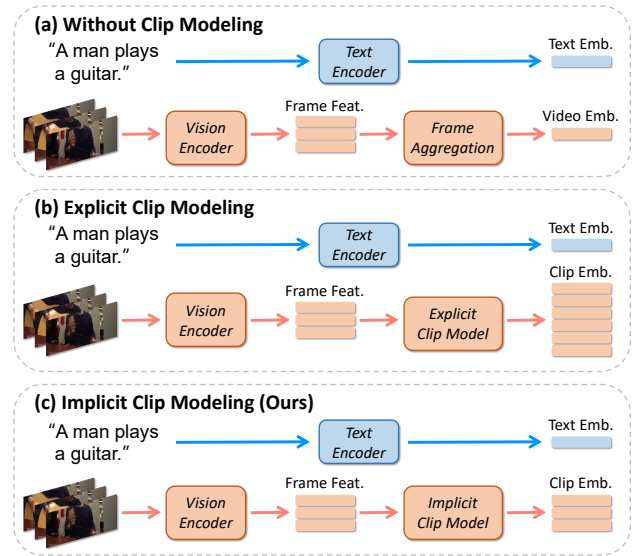 (a) Without Clip Modeling
“A man plays
a guitar.”
Text
Encoder
Text Emb.
Vision
Encoder
Frame Feat.
Frame
Aggregation
Video Emb.
(b) Explicit Clip Modeling
“A man plays
a guitar.”
Text
Encoder
Text Emb.
Vision
Encoder
Frame Feat.
Explicit
Clip Model
Clip Emb.
(c) Implicit Clip Modeling (Ours)
“A man plays
a guitar.”
Text
Encoder
Text Emb.
Vision
Encoder
Frame Feat.
Implicit
Clip Model
Clip Emb.